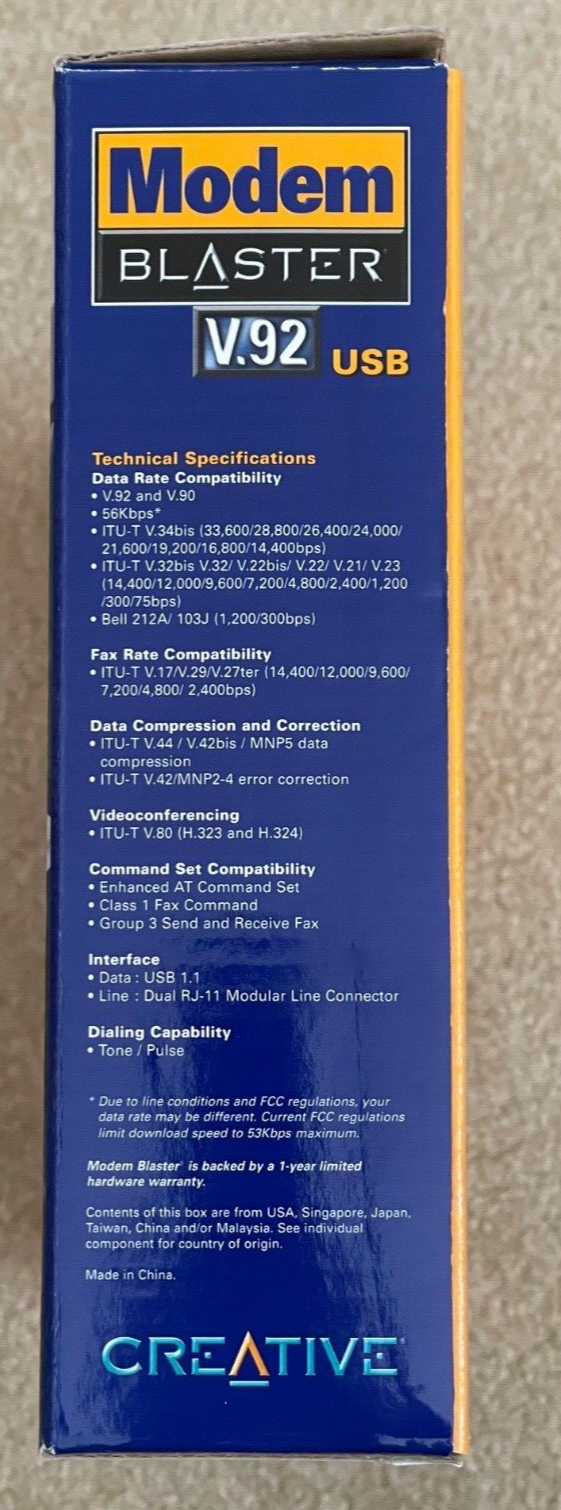 Modem
BLASTER
V.92 USB
Technical Specifications
Data Rate Compatibility
• V.92 and V.90
• 56Kbps*
• ITU-T V.34bis (33,600/28,800/26,400/24,000/
21,600/19,200/16,800/14,400bps)
• ITU-T V.32bis V.32/ V.22bis/ V.22/ V.21/ V.23
(14,400/12,000/9,600/7,200/4,800/2,400/1,200
/300/75bps)
• Bell 212A/ 103J (1,200/300bps)
Fax Rate Compatibility
• ITU-T V.17/V.29/V.27ter (14,400/12,000/9,600/
7,200/4,800/ 2,400bps)
Data Compression and Correction
• ITU-T V.44 / V.42bis / MNP5 data
compression
• ITU-T V.42/MNP2-4 error correction
Videoconferencing
• ITU-T V.80 (H.323 and H.324)
Command Set Compatibility
• Enhanced AT Command Set
• Class 1 Fax Command
• Group 3 Send and Receive Fax
Interface
• Data : USB 1.1
• Line : Dual RJ-11 Modular Line Connector
Dialing Capability
• Tone / Pulse
* Due to line conditions and FCC regulations, your
data rate may be different. Current FCC regulations
limit download speed to 53Kbps maximum.
Modem Blaster is backed by a 1-year limited
hardware warranty.
Contents of this box are from USA, Singapore, Japan,
Taiwan, China and/or Malaysia. See individual
component for country of origin.
Made in China.
CREATIVE